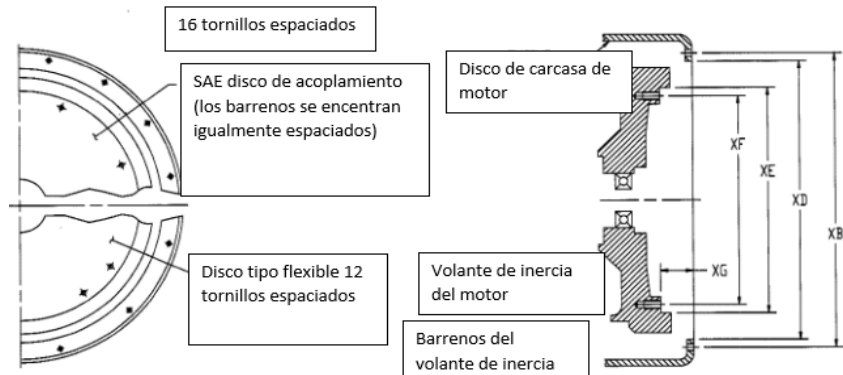 16 tornillos espaciados
SAE disco de acoplamiento
(los barrenos se encentran
igualmente espaciados)
Disco tipo flexible 12
tornillos espaciados
Disco de carcasa de
motor
Volante de inercia
del motor
Barrenos del
volante de inercia
XF
XE
XD
XB
XG